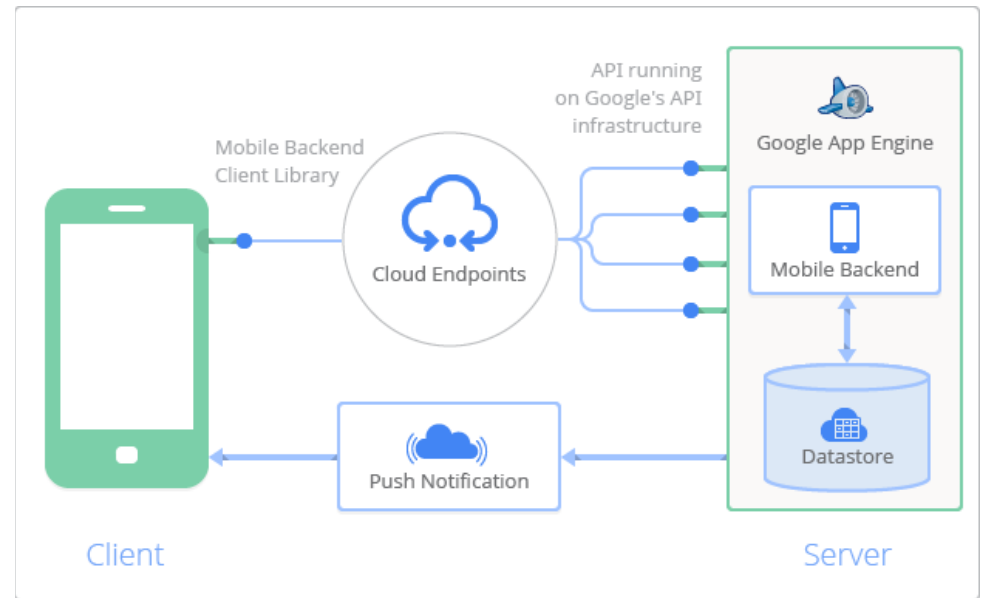 API running
on Google's API
infrastructure
Mobile Backend
Client Library
Cloud Endpoints
Google App Engine
Mobile Backend
Datastore
Push Notification
Client
Server